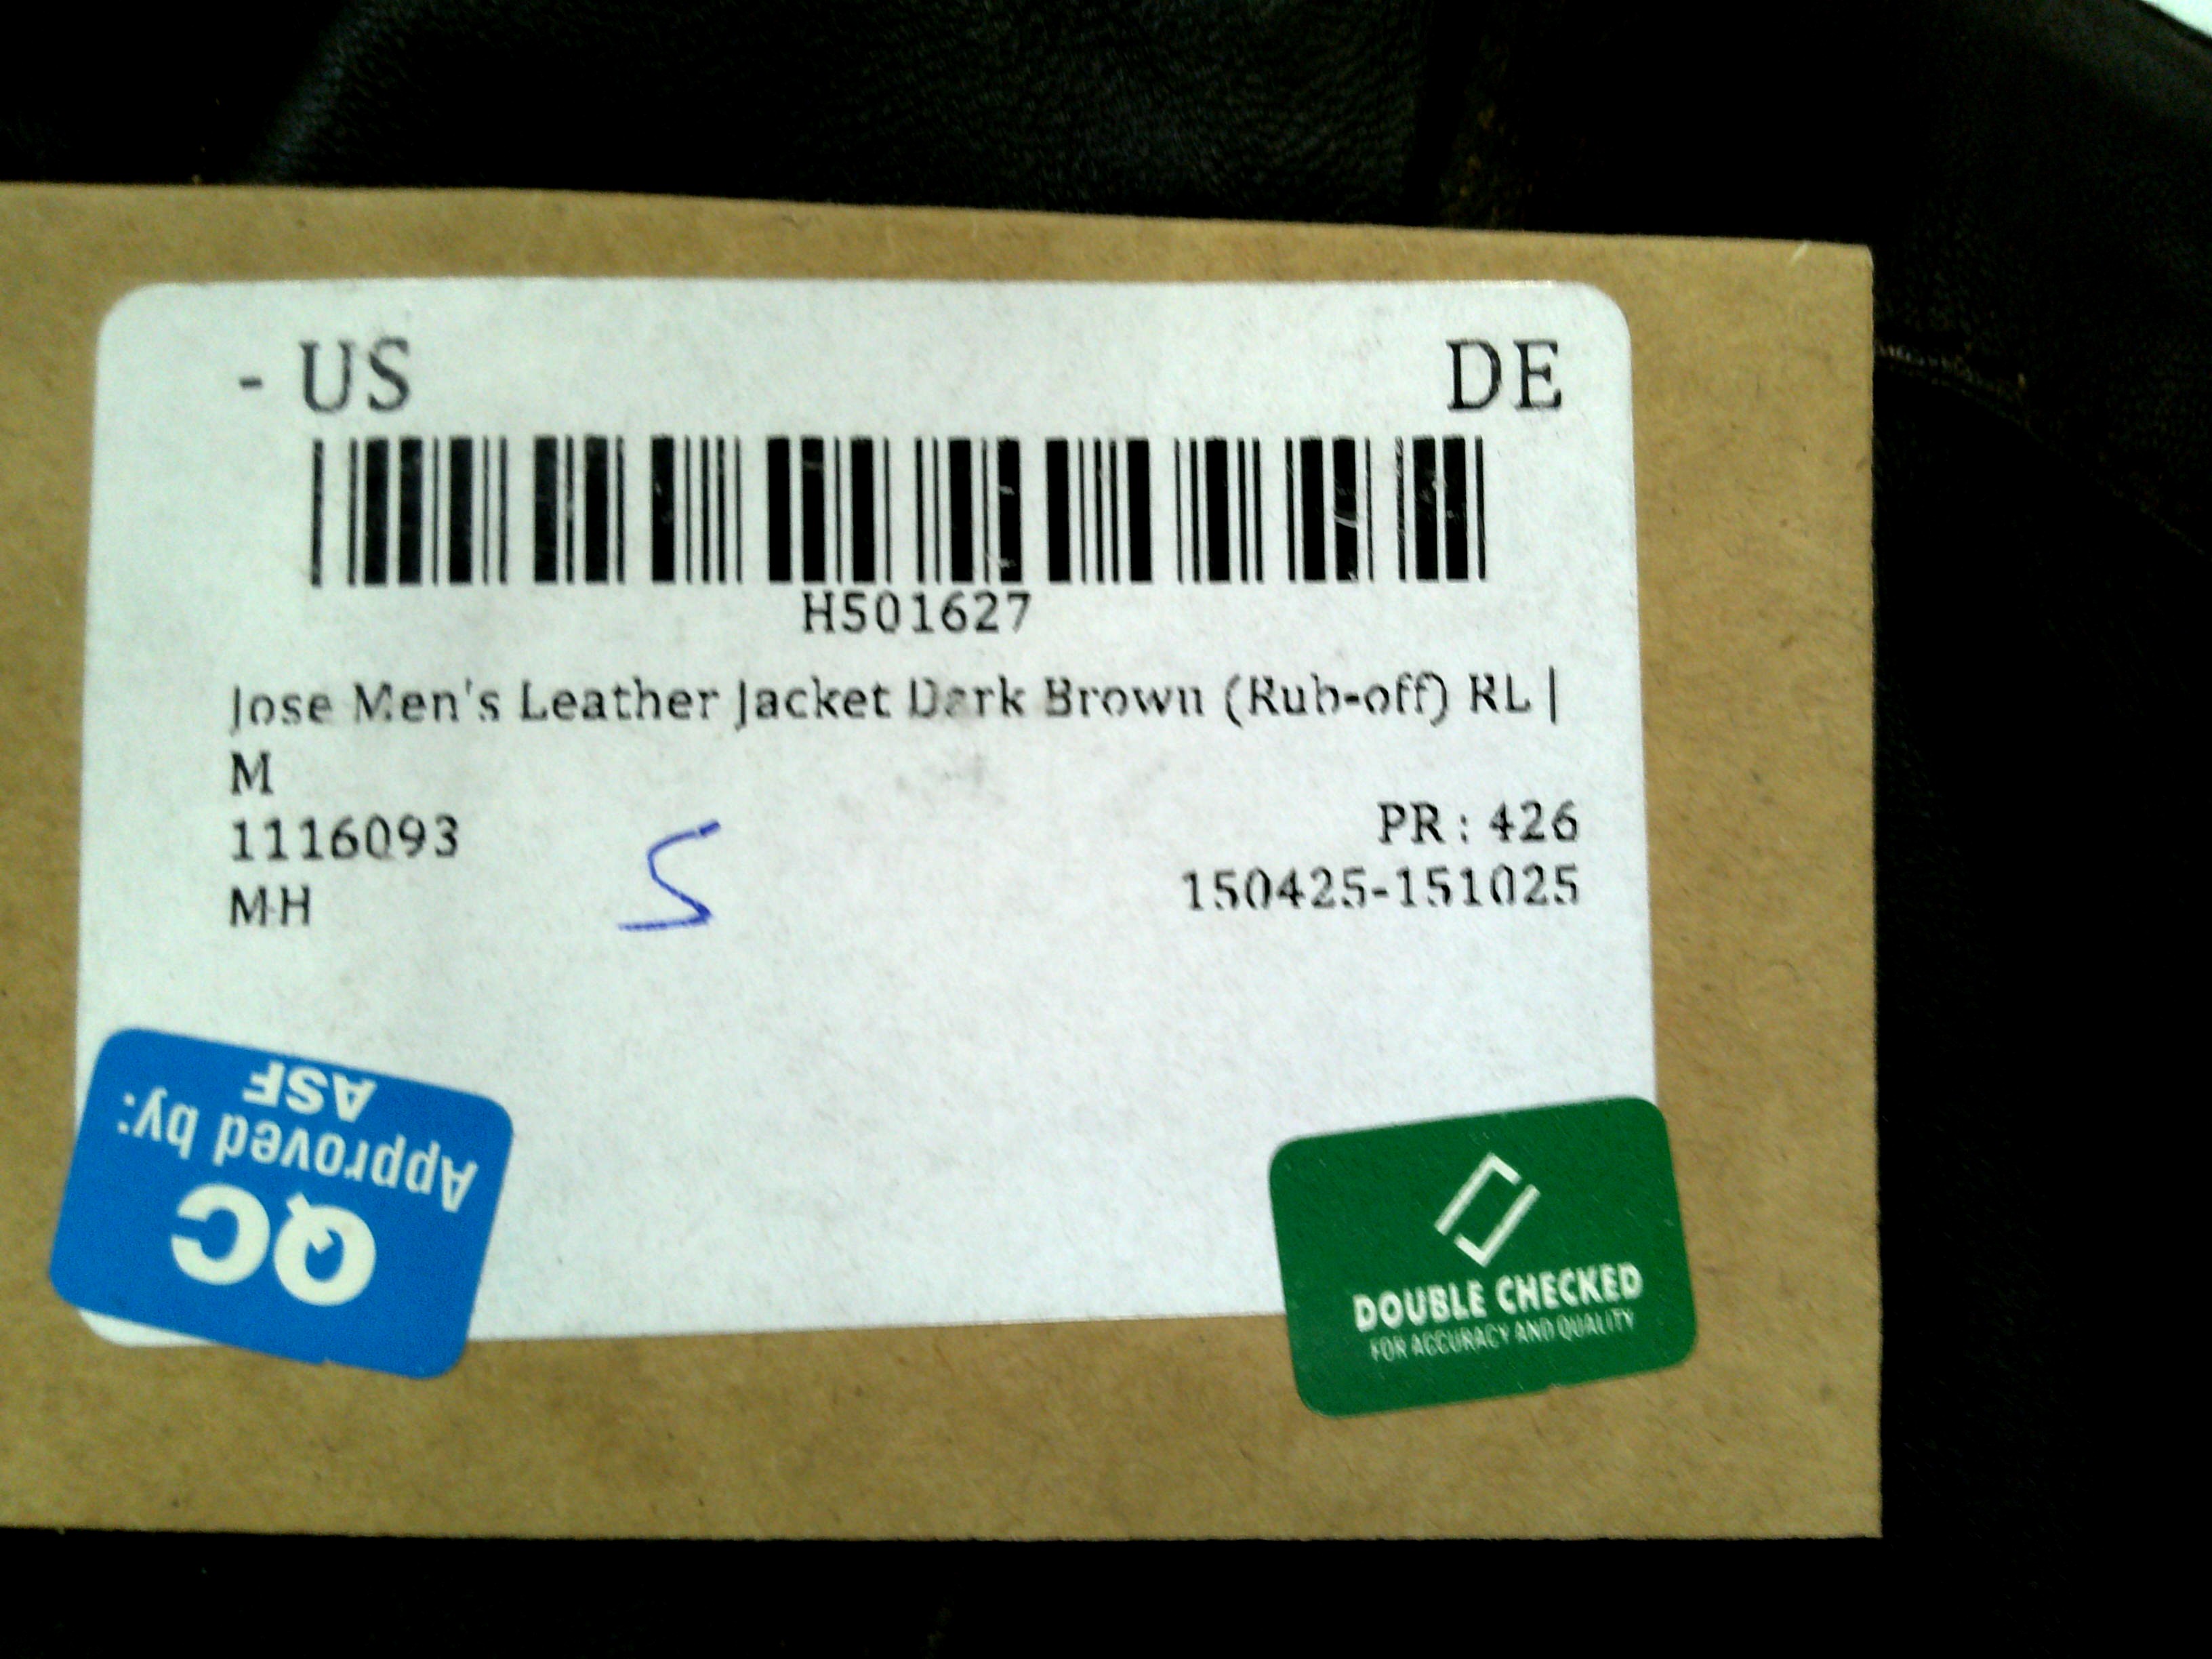 - US DE
H501627
Jose Men's Leather Jacket Dark Brown (Rub-off) RL |
M
1116093
PR : 426
MH
150425-151025
S
QC
Approved by:
ASF
DOUBLE CHECKED
FOR ACCURACY AND QUALITY